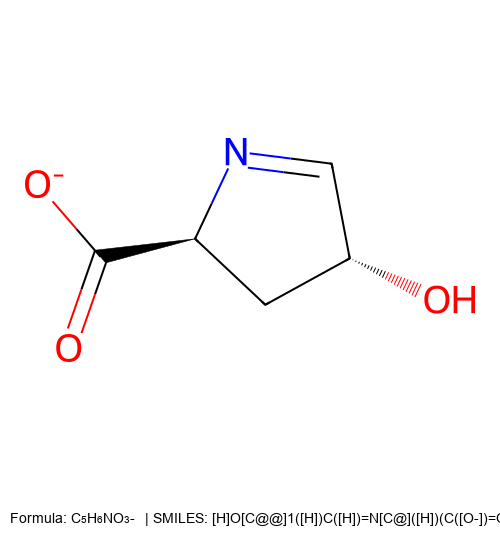 N
O⁻
OH
O
Formula: C₅H₆NO₃- | SMILES: [H]O[C@@]1([H])C([H])=N[C@]([H])(C([O-])=O